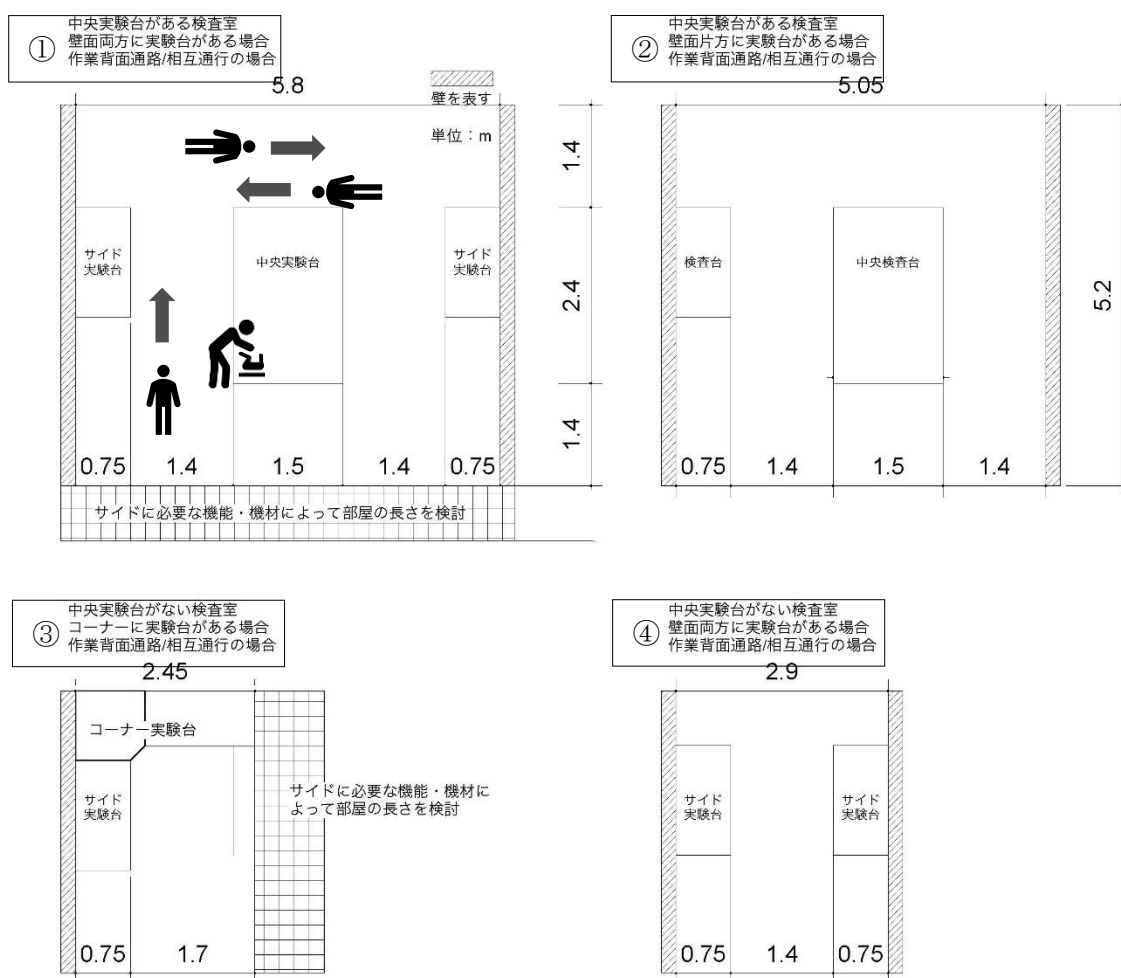 ①
中央実験台がある検査室
壁面両方に実験台がある場合
作業背面通路/相互通行の場合
5.8
壁を表す
単位：m
サイド
実験台
中央実験台
サイド
実験台
1.4
2.4
1.4
0.75
1.4
1.5
1.4
0.75
サイドに必要な機能・機材によって部屋の長さを検討
②
中央実験台がある検査室
壁面片方に実験台がある場合
作業背面通路/相互通行の場合
5.05
検査台
中央検査台
5.2
0.75
1.4
1.5
1.4
③
中央実験台がない検査室
コーナーに実験台がある場合
作業背面通路/相互通行の場合
2.45
コーナー実験台
サイド
実験台
サイドに必要な機能・機材に
よって部屋の長さを検討
0.75
1.7
④
中央実験台がない検査室
壁面両方に実験台がある場合
作業背面通路/相互通行の場合
2.9
サイド
実験台
サイド
実験台
0.75
1.4
0.75